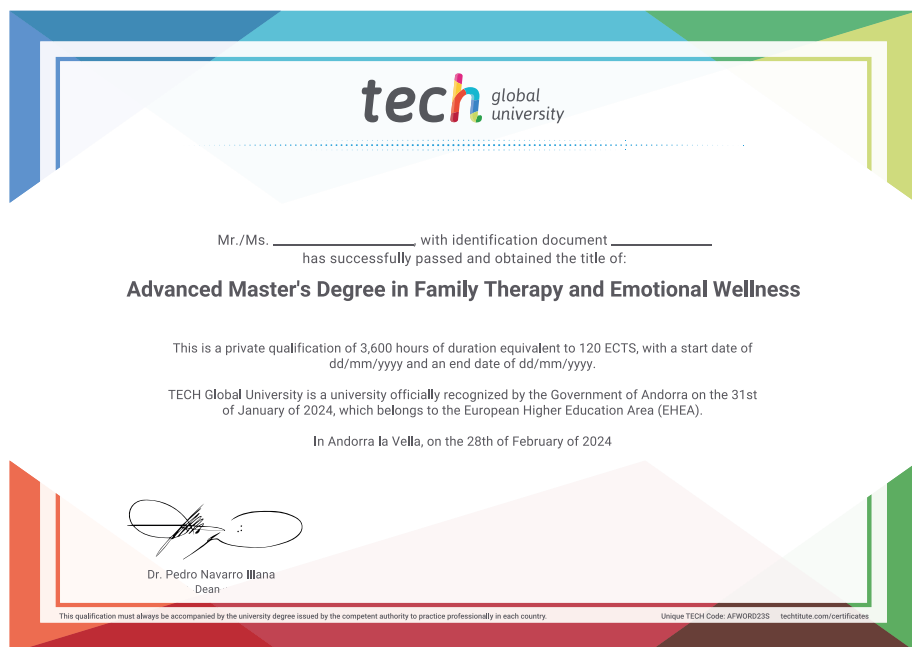 tech global university
Mr./Ms. ____________, with identification document ____________
has successfully passed and obtained the title of:
Advanced Master's Degree in Family Therapy and Emotional Wellness
This is a private qualification of 3,600 hours of duration equivalent to 120 ECTS, with a start date of
dd/mm/yyyy and an end date of dd/mm/yyyy.
TECH Global University is a university officially recognized by the Government of Andorra on the 31st
of January of 2024, which belongs to the European Higher Education Area (EHEA).
In Andorra la Vella, on the 28th of February of 2024
Dr. Pedro Navarro Illana
Dean
This qualification must always be accompanied by the university degree issued by the competent authority to practice professionally in each country.
Unique TECH Code: AFWORD23S techtitute.com/certificates